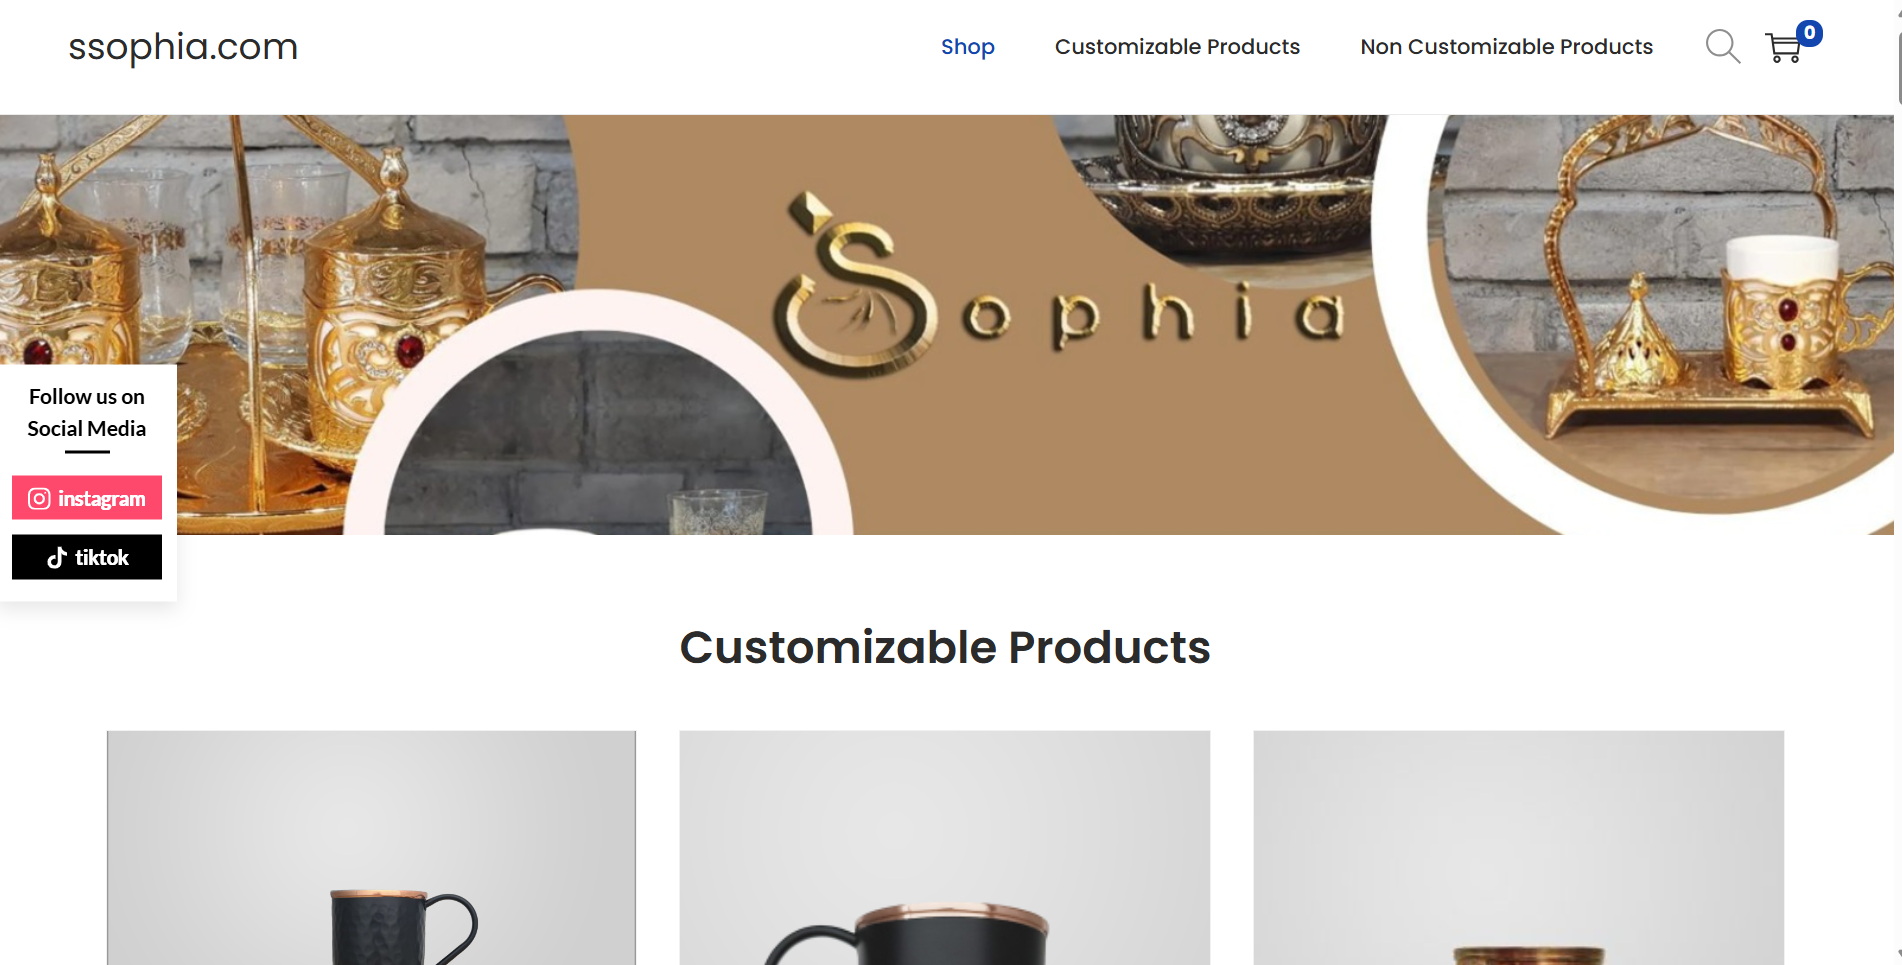 ssophia.com
Shop
Customizable Products
Non Customizable Products
0
Sophia
Follow us on
Social Media
instagram
tiktok
Customizable Products